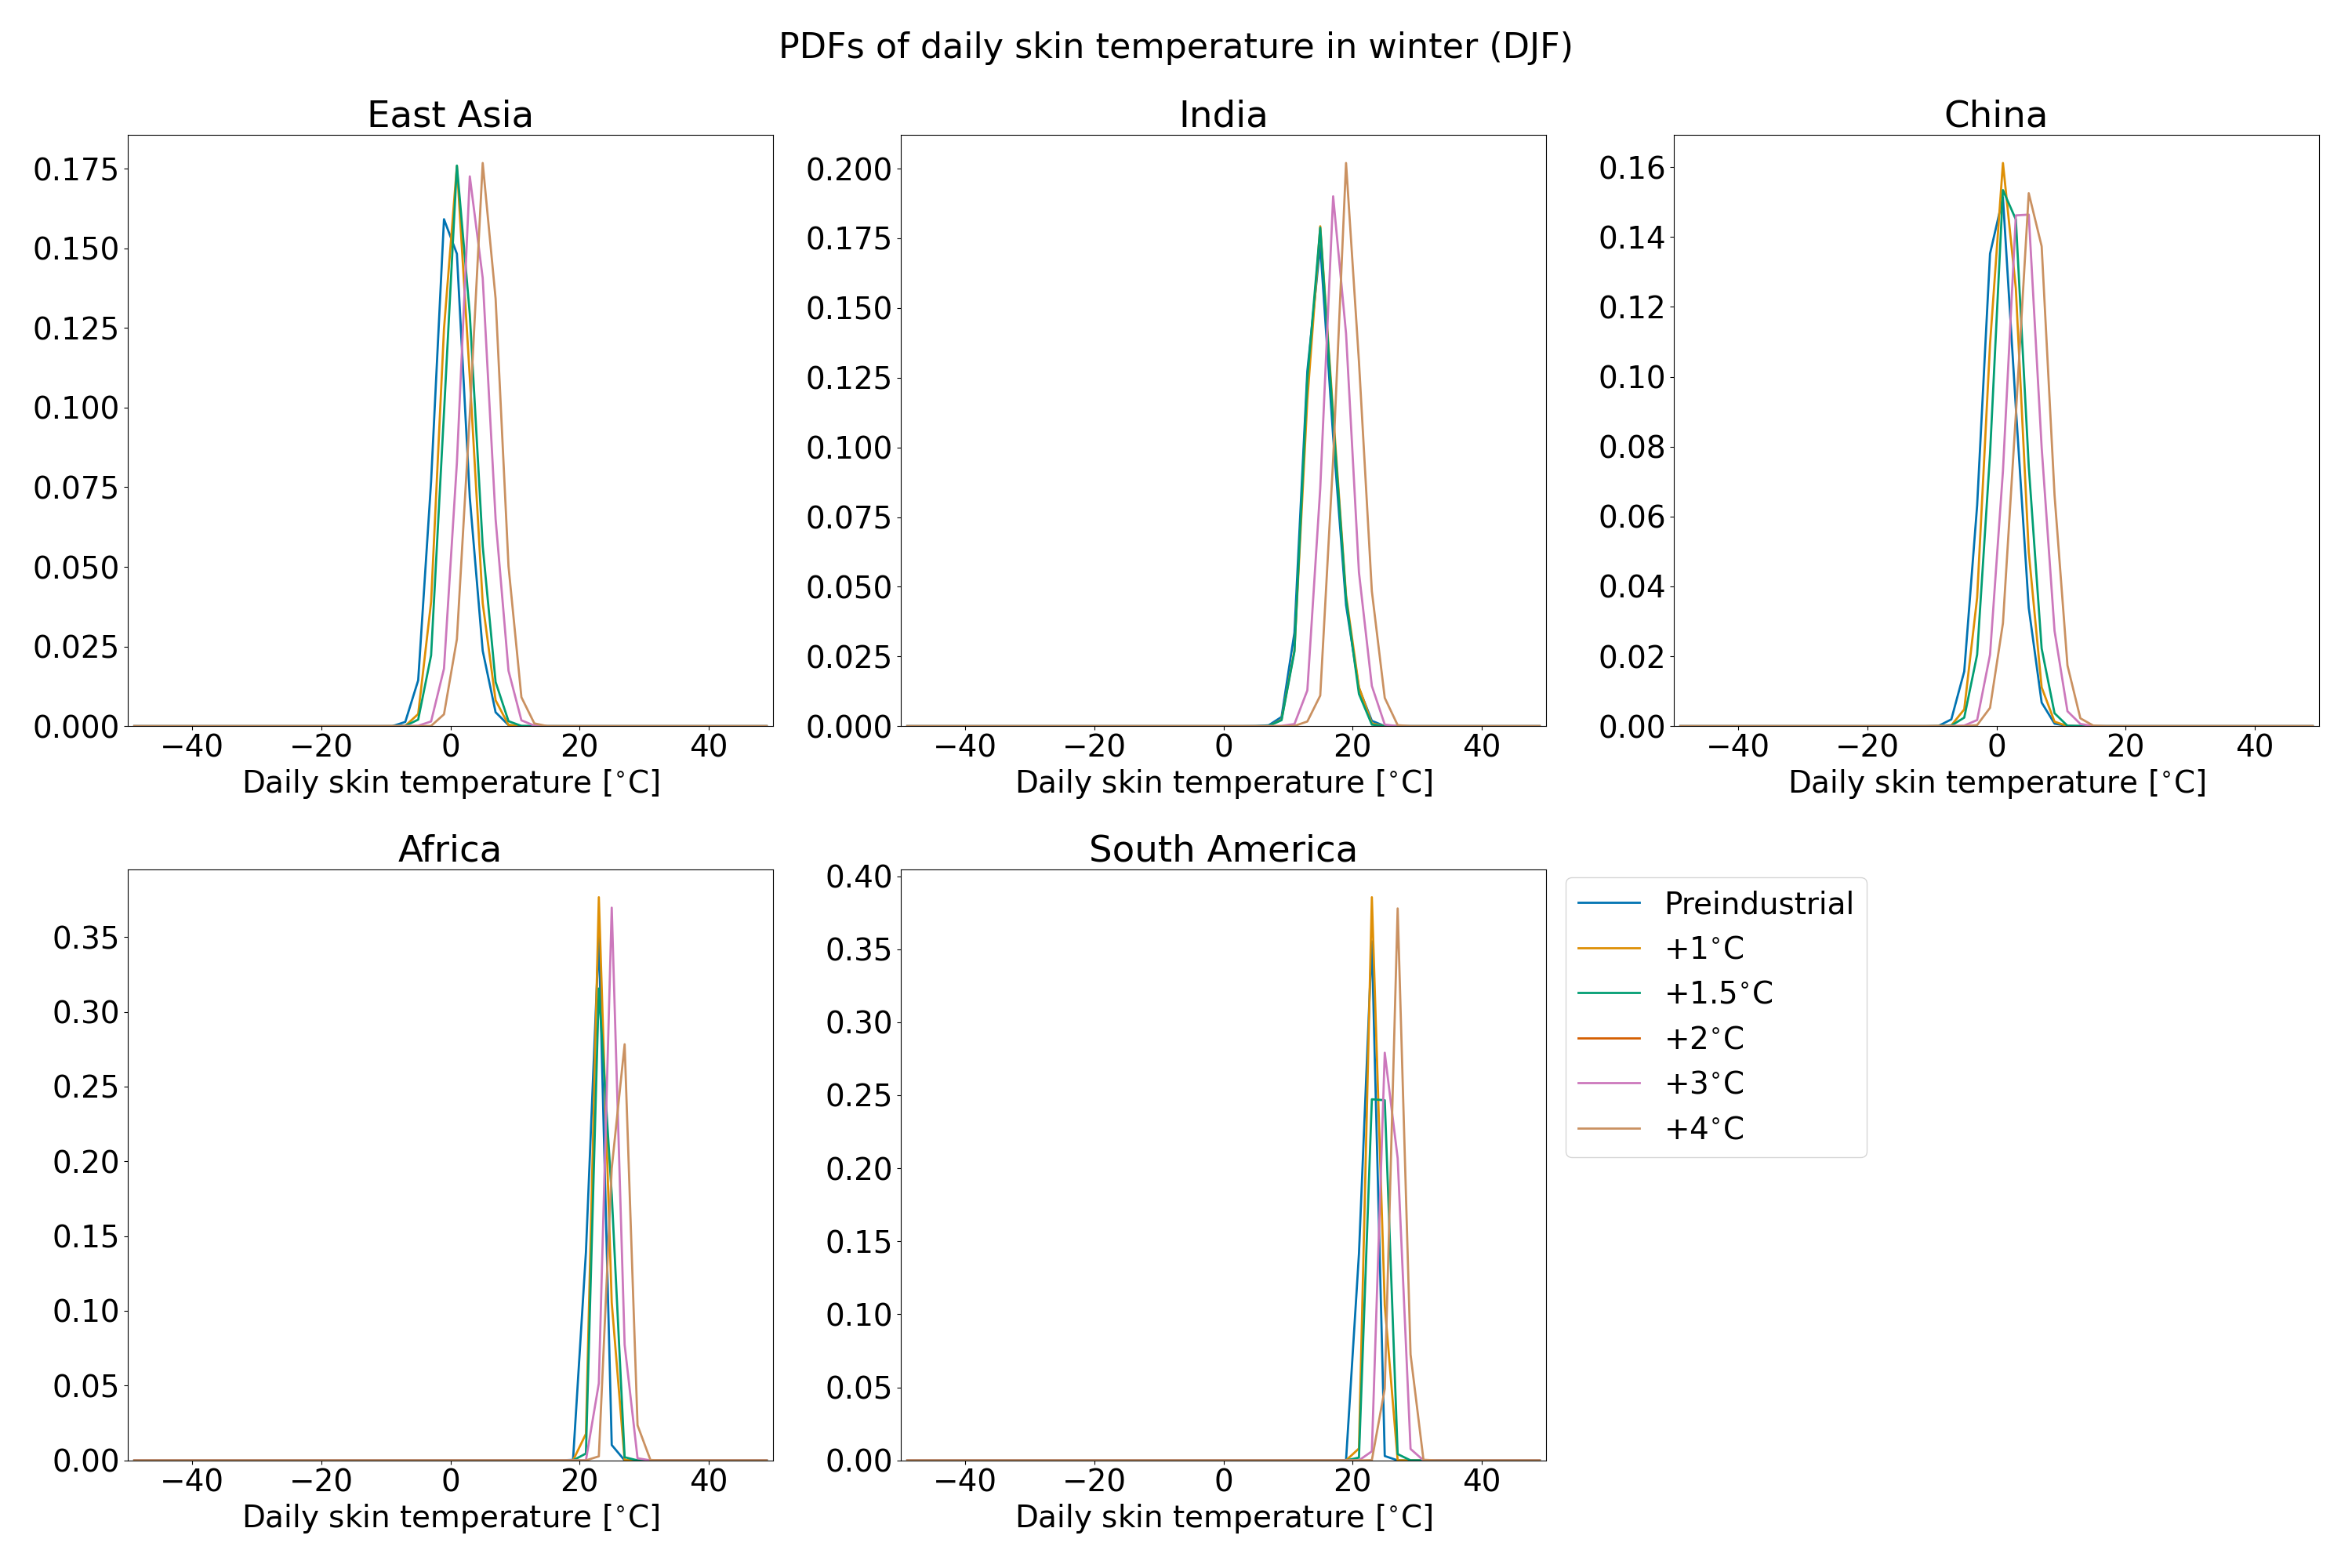 PDFs of daily skin temperature in winter (DJF)
East Asia
0.175
0.150
0.125
0.100
0.075
0.050
0.025
0.000
−40 −20 0 20 40
Daily skin temperature [°C]
India
0.200
0.175
0.150
0.125
0.100
0.075
0.050
0.025
0.000
−40 −20 0 20 40
Daily skin temperature [°C]
China
0.16
0.14
0.12
0.10
0.08
0.06
0.04
0.02
0.00
−40 −20 0 20 40
Daily skin temperature [°C]
Africa
0.35
0.30
0.25
0.20
0.15
0.10
0.05
0.00
−40 −20 0 20 40
Daily skin temperature [°C]
South America
0.40
0.35
0.30
0.25
0.20
0.15
0.10
0.05
0.00
−40 −20 0 20 40
Daily skin temperature [°C]
Preindustrial
+1°C
+1.5°C
+2°C
+3°C
+4°C